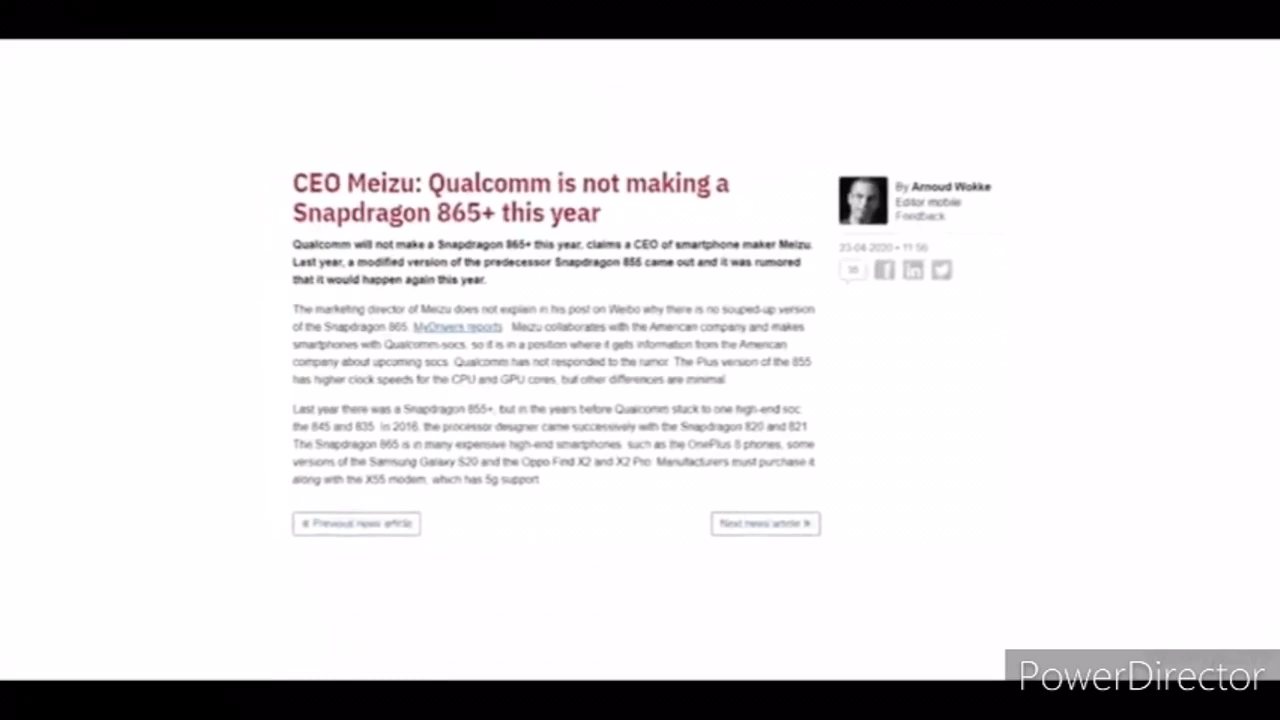 CEO Meizu: Qualcomm is not making a
Snapdragon 865+ this year
Qualcomm will not make a Snapdragon 865+ this year, claims a CEO of smartphone maker Meizu.
Last year, a modified version of the predecessor Snapdragon 855 came out and it was rumored
that it would happen again this year.
The marketing director of Meizu does not explain in his post on Weibo why there is no souped-up version
of the Snapdragon 865, MyDrivers reports . Meizu collaborates with the American company and makes
smartphones with Qualcomm-socs, so it is in a position where it gets information from the American
company about upcoming socs. Qualcomm has not responded to the rumor. The Plus version of the 855
has higher clock speeds for the CPU and GPU cores, but other differences are minimal.
Last year there was a Snapdragon 855+, but in the years before Qualcomm stuck to one high-end soc:
the 845 and 835. In 2016, the processor designer came successively with the Snapdragon 820 and 821.
The Snapdragon 865 is in many expensive high-end smartphones, such as the OnePlus 8 phones, some
versions of the Samsung Galaxy S20 and the Oppo Find X2 and X2 Pro. Manufacturers must purchase it
along with the X55 modem, which has 5g support.
« Previous news article
Next news article »
By Arnoud Wokke
Editor mobile
Feedback
23-04-2020 • 11:56
PowerDirector